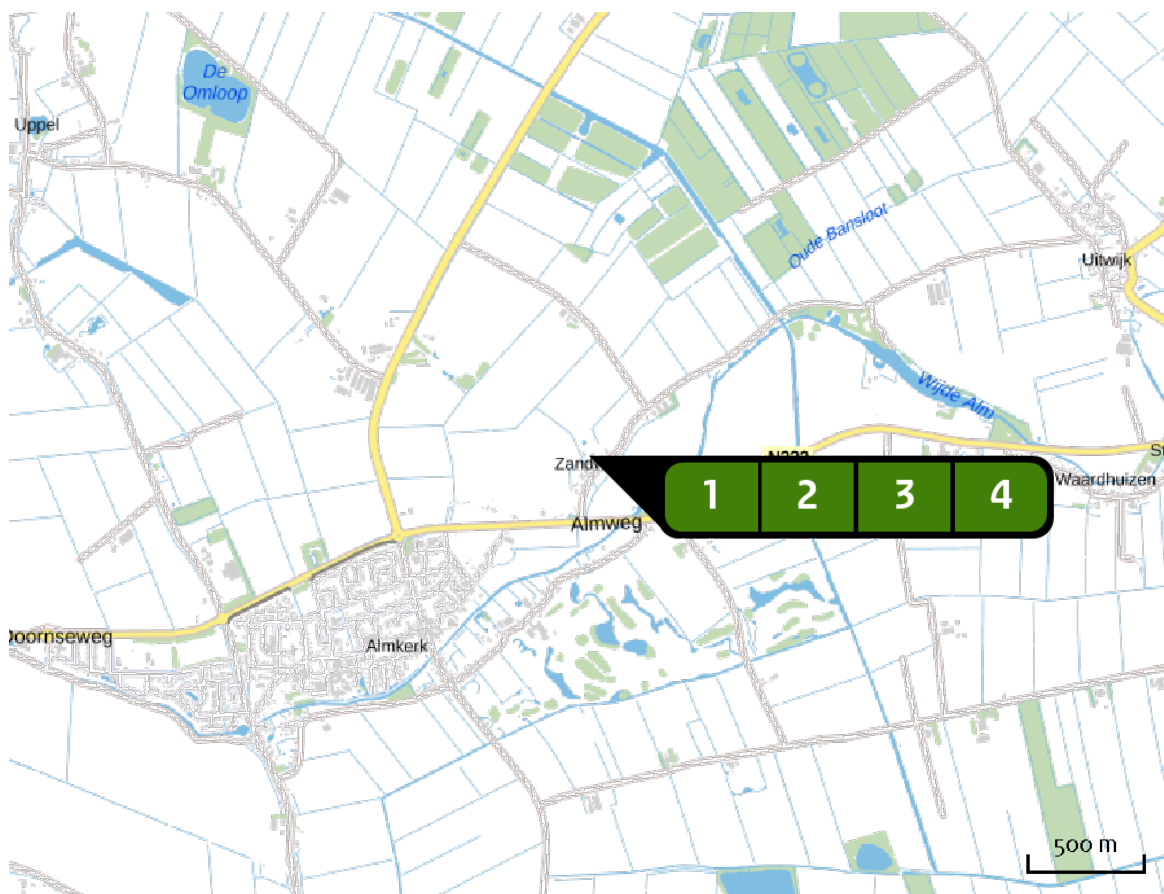 De
Omloop
Uppel
Oude Bansloot
Uitwijk
Wijde Alm
Waardhuizen
1 2 3 4
Almweg
Doornseweg
Almkerk
500 m